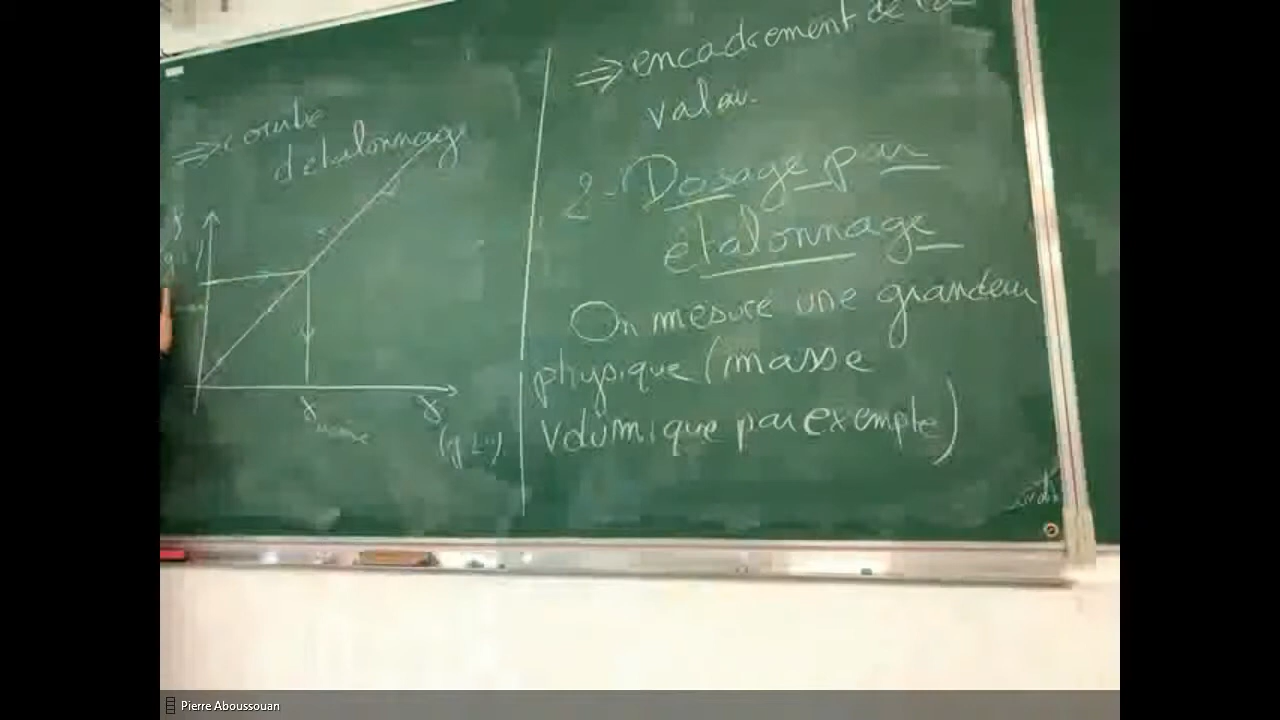 ⇒ courbe
d'étalonnage
γ
(g.L⁻¹)
⇒ encadrement de la
valeur.
2- Dosage par
étalonnage
On mesure une grandeur
physique (masse
volumique par exemple)
Pierre Aboussouan